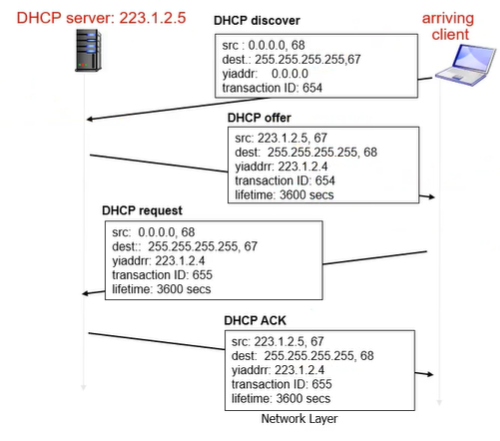 DHCP server: 223.1.2.5
DHCP discover
arriving
client
src : 0.0.0.0, 68
dest.: 255.255.255.255,67
yiaddr: 0.0.0.0
transaction ID: 654
DHCP offer
src: 223.1.2.5, 67
dest: 255.255.255.255, 68
yiaddrr: 223.1.2.4
transaction ID: 654
lifetime: 3600 secs
DHCP request
src: 0.0.0.0, 68
dest:: 255.255.255.255, 67
yiaddrr: 223.1.2.4
transaction ID: 655
lifetime: 3600 secs
DHCP ACK
src: 223.1.2.5, 67
dest: 255.255.255.255, 68
yiaddrr: 223.1.2.4
transaction ID: 655
lifetime: 3600 secs
Network Layer